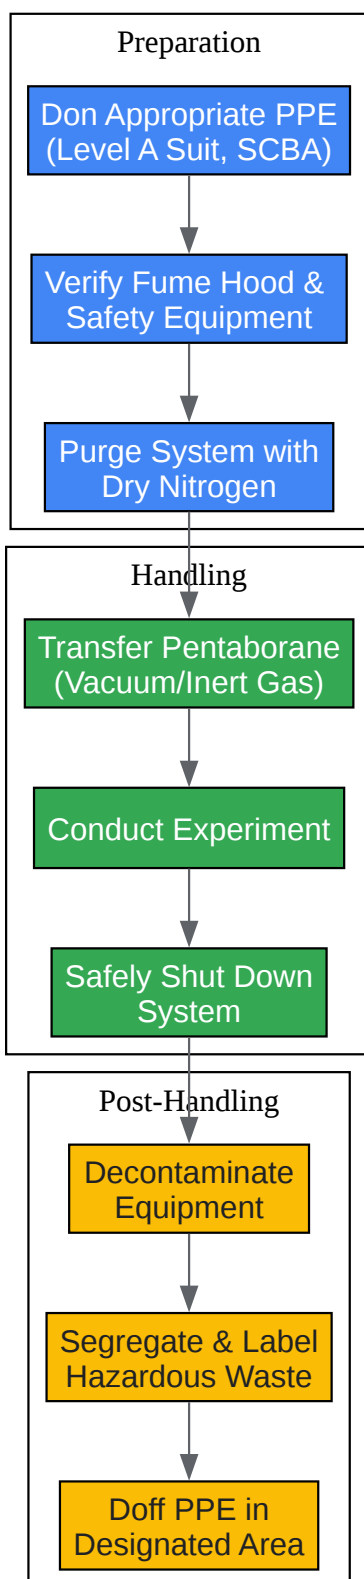 Preparation
Don Appropriate PPE
(Level A Suit, SCBA)
Verify Fume Hood &
Safety Equipment
Purge System with
Dry Nitrogen
Handling
Transfer Pentaborane
(Vacuum/Inert Gas)
Conduct Experiment
Safely Shut Down
System
Post-Handling
Decontaminate
Equipment
Segregate & Label
Hazardous Waste
Doff PPE in
Designated Area